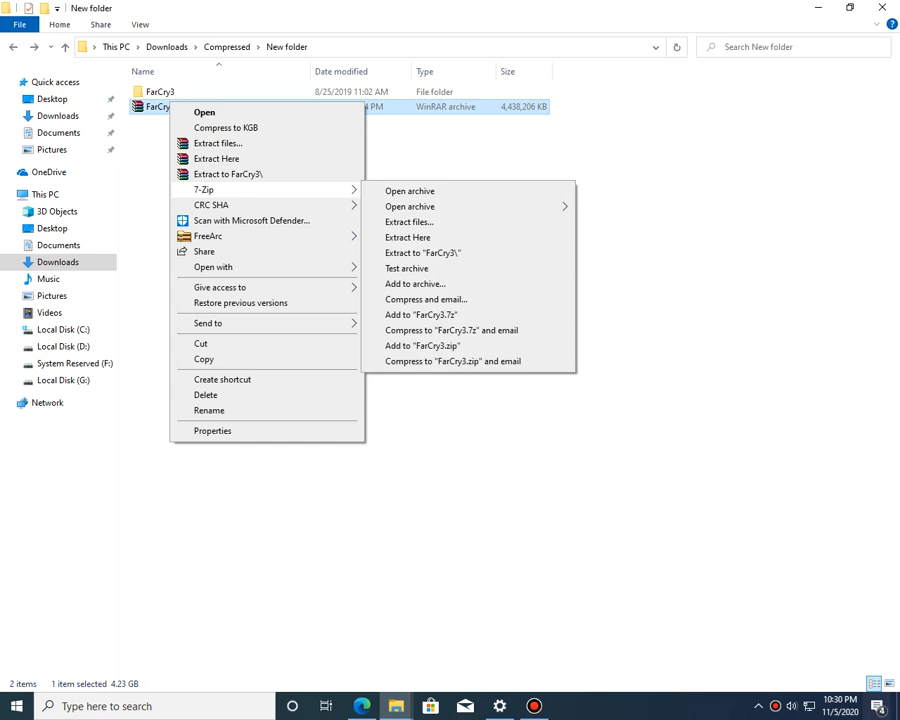 New folder
File Home Share View
This PC Downloads Compressed New folder
Search New folder
Name Date modified Type Size
FarCry3 8/25/2019 11:02 AM File folder
FarCry PM WinRAR archive 4,438,206 KB
Quick access
Desktop
Downloads
Documents
Pictures
OneDrive
This PC
3D Objects
Desktop
Documents
Downloads
Music
Pictures
Videos
Local Disk (C:)
Local Disk (D:)
System Reserved (F:)
Local Disk (G:)
Network
Open
Compress to KGB
Extract files...
Extract Here
Extract to FarCry3\
7-Zip
CRC SHA
Scan with Microsoft Defender...
FreeArc
Share
Open with
Give access to
Restore previous versions
Send to
Cut
Copy
Create shortcut
Delete
Rename
Properties
Open archive
Open archive
Extract files...
Extract Here
Extract to "FarCry3\"
Test archive
Add to archive...
Compress and email...
Add to "FarCry3.7z"
Compress to "FarCry3.7z" and email
Add to "FarCry3.zip"
Compress to "FarCry3.zip" and email
2 items 1 item selected 4.23 GB
Type here to search
10:30 PM
11/5/2020
4